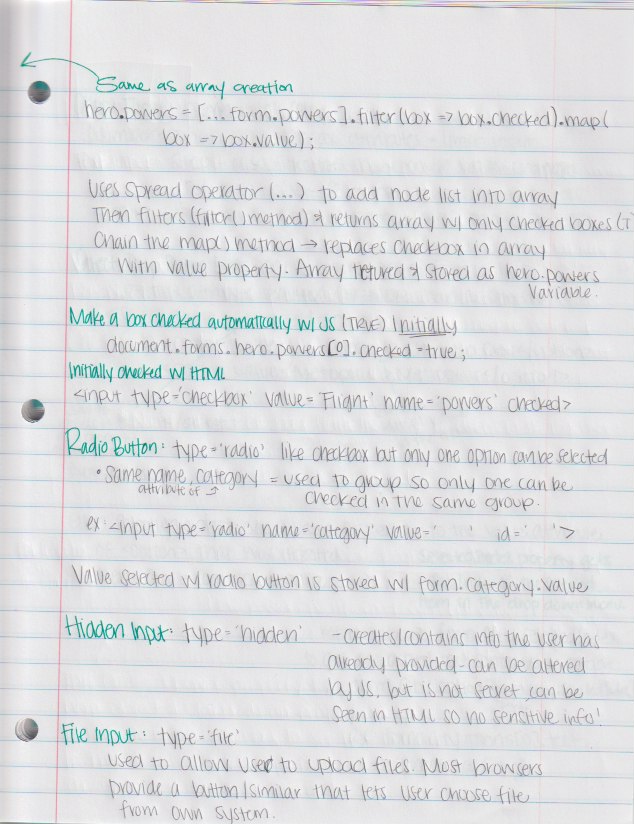 Same as array creation
hero.powers = [...form.powers].filter(box => box.checked).map(
box => box.value);
Uses spread operator (...) to add node list into array
Then filters (filter() method) & returns array w/ only checked boxes (T
Chain the map() method → replaces checkbox in array
with value property. Array retured & stored as hero.powers
variable.
Make a box checked automatically w/ JS (TRUE) Initially
document.forms.hero.powers[0].checked = true;
Initially checked w/ HTML
<input type='checkbox' value='Flight' name='powers' checked>
Radio Button: type='radio' like checkbox but only one option can be selected
• Same name, category = used to group so only one can be
attribute of
checked in the same group.
ex: <input type='radio' name='category' value='      ' id='      '>
Value selected w/ radio button is stored w/ form.category.value
Hidden Input: type='hidden' - creates/contains info the user has
already provided - can be altered
by JS, but is not secret, can be
seen in HTML so no sensitive info!
File Input: type='file'
used to allow user to upload files. Most browsers
provide a button/similar that lets user choose file
from own system.